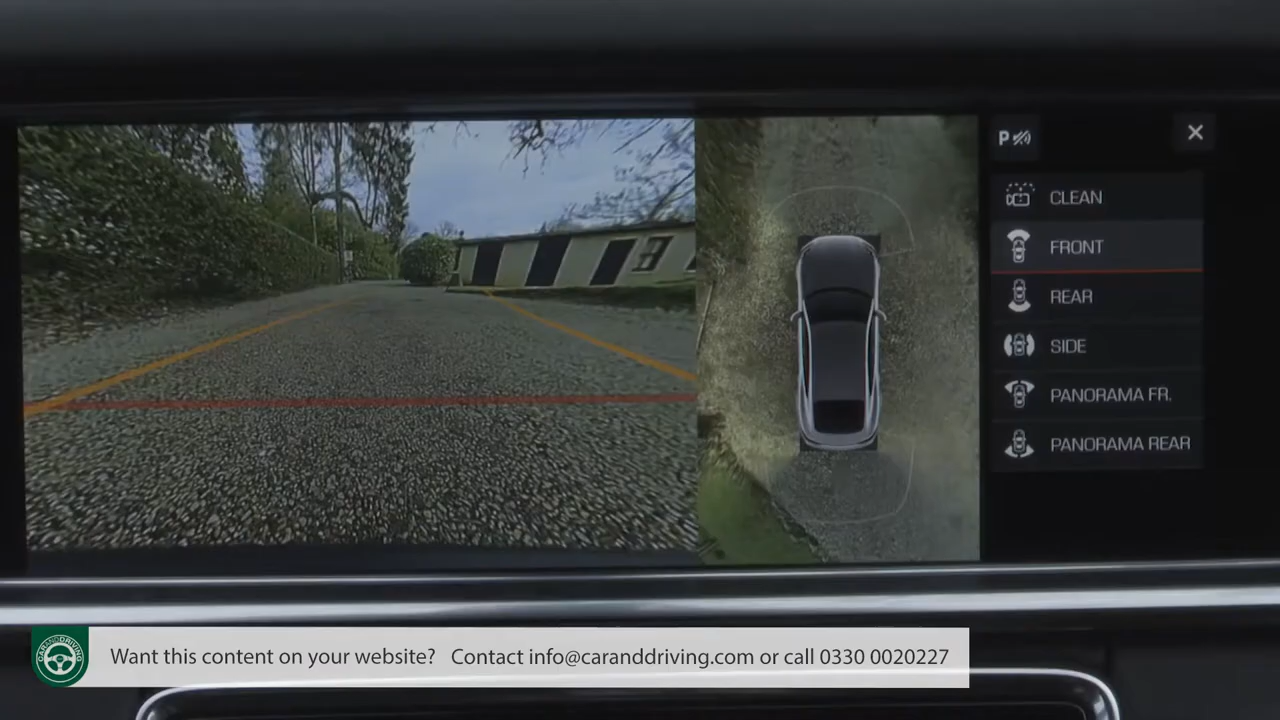 P
CLEAN
FRONT
REAR
SIDE
PANORAMA FR.
PANORAMA REAR
CARANDDRIVING
Want this content on your website? Contact info@caranddriving.com or call 0330 0020227